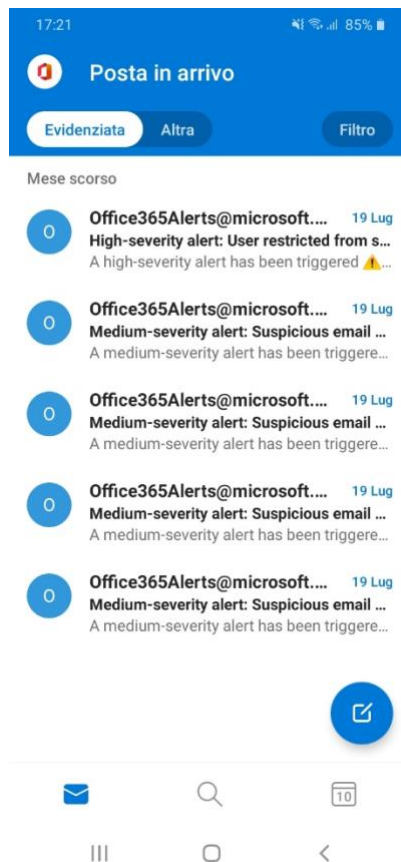 17:21 85%
Posta in arrivo
Evidenziata Altra Filtro
Mese scorso
O Office365Alerts@microsoft.... 19 Lug
High-severity alert: User restricted from s...
A high-severity alert has been triggered ⚠...
O Office365Alerts@microsoft.... 19 Lug
Medium-severity alert: Suspicious email ...
A medium-severity alert has been triggere...
O Office365Alerts@microsoft.... 19 Lug
Medium-severity alert: Suspicious email ...
A medium-severity alert has been triggere...
O Office365Alerts@microsoft.... 19 Lug
Medium-severity alert: Suspicious email ...
A medium-severity alert has been triggere...
O Office365Alerts@microsoft.... 19 Lug
Medium-severity alert: Suspicious email ...
A medium-severity alert has been triggere...
10